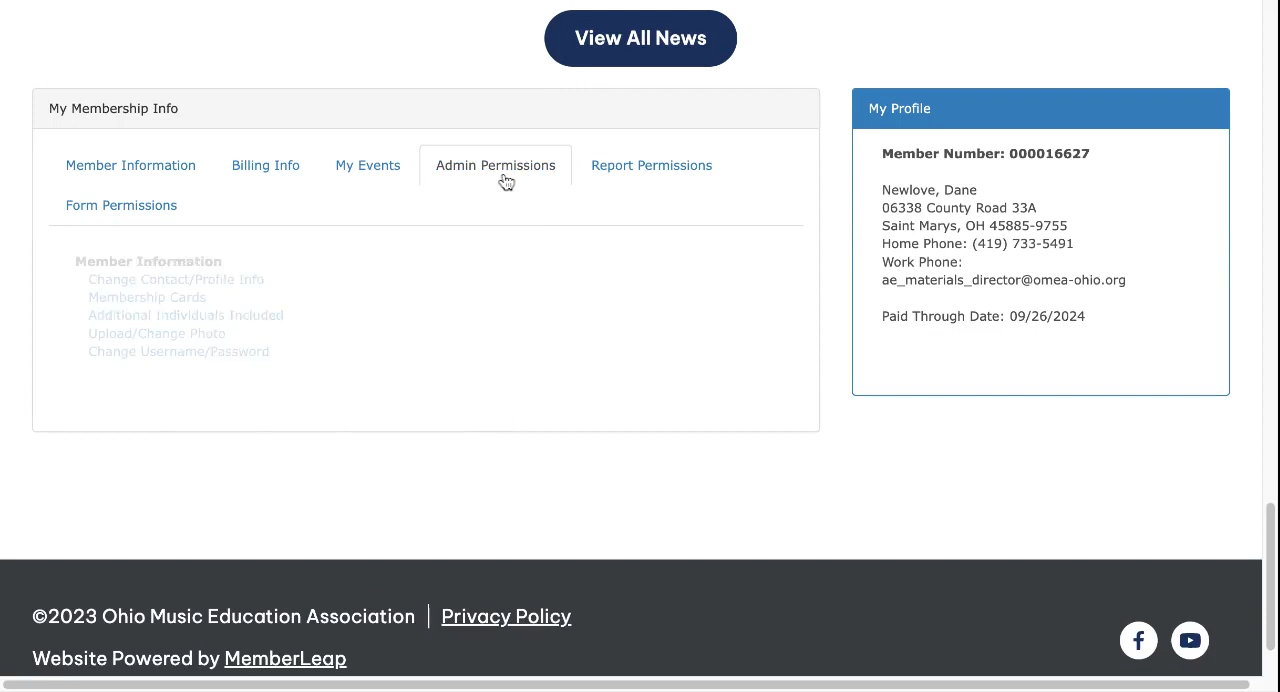 View All News
My Membership Info
Member Information Billing Info My Events Admin Permissions Report Permissions
Form Permissions
Member Information
Change Contact/Profile Info
Membership Cards
Additional Individuals Included
Upload/Change Photo
Change Username/Password
My Profile
Member Number: 000016627
Newlove, Dane
06338 County Road 33A
Saint Marys, OH 45885-9755
Home Phone: (419) 733-5491
Work Phone:
ae_materials_director@omea-ohio.org
Paid Through Date: 09/26/2024
©2023 Ohio Music Education Association | Privacy Policy
Website Powered by MemberLeap